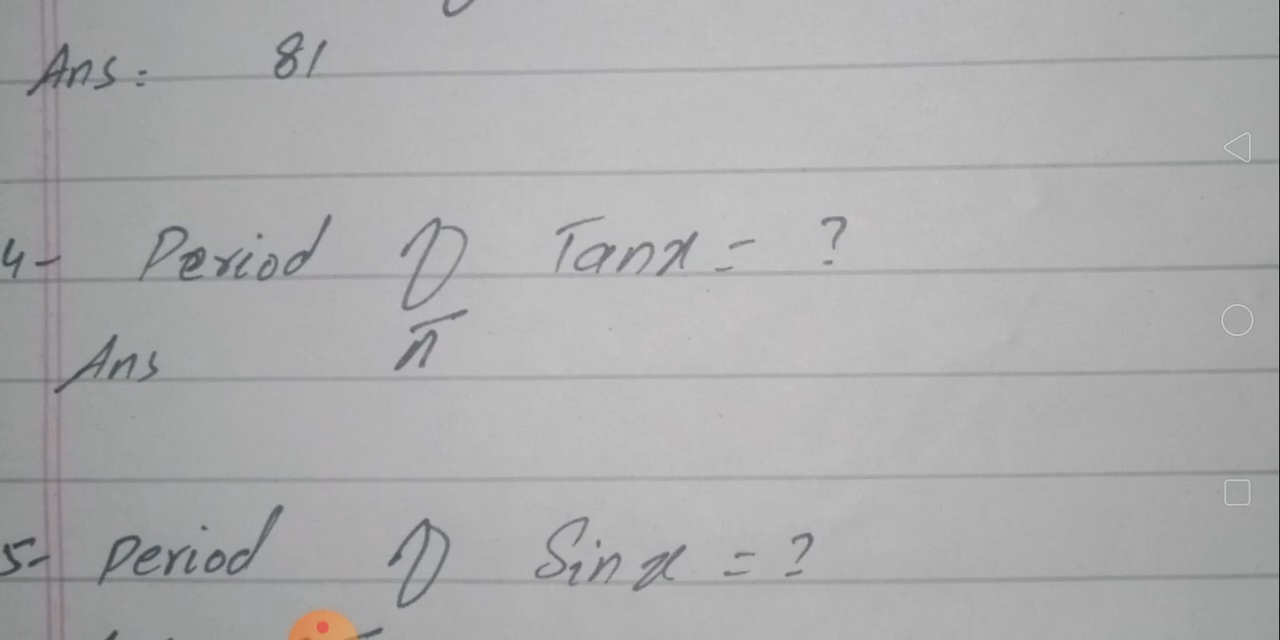 Ans: 81
4- Period of Tanx = ?
Ans π
5- Period of Sinx = ?